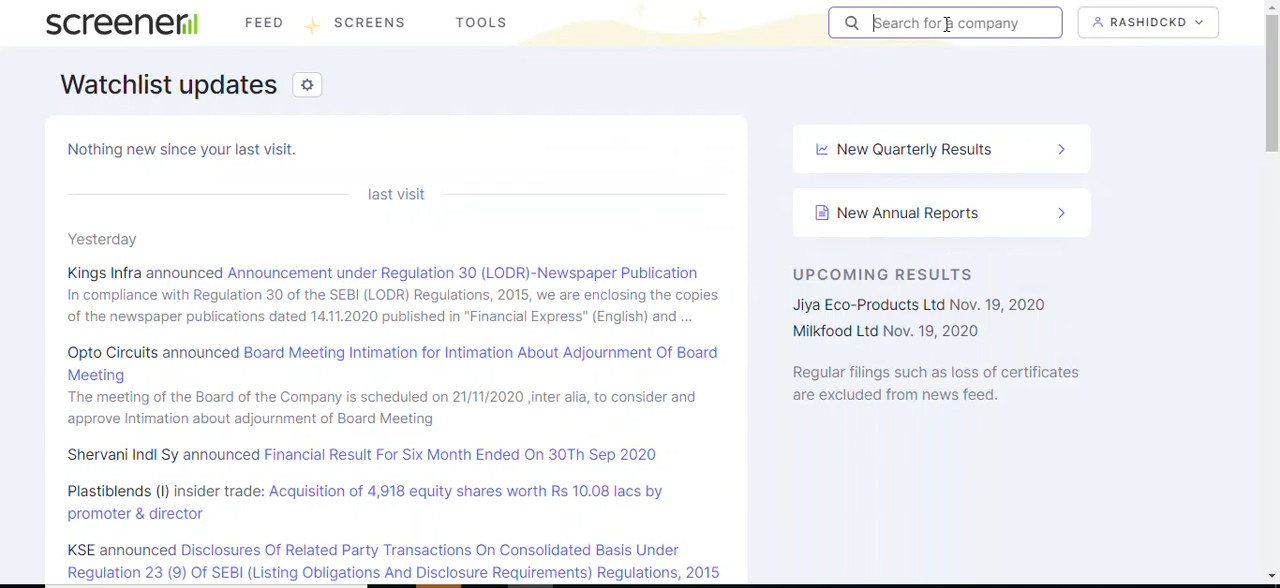 screener
FEED
SCREENS
TOOLS
Search for a company
RASHIDCKD
Watchlist updates
Nothing new since your last visit.
last visit
Yesterday
Kings Infra announced Announcement under Regulation 30 (LODR)-Newspaper Publication
In compliance with Regulation 30 of the SEBI (LODR) Regulations, 2015, we are enclosing the copies
of the newspaper publications dated 14.11.2020 published in "Financial Express" (English) and ...
Opto Circuits announced Board Meeting Intimation for Intimation About Adjournment Of Board
Meeting
The meeting of the Board of the Company is scheduled on 21/11/2020 ,inter alia, to consider and
approve Intimation about adjournment of Board Meeting
Shervani Indl Sy announced Financial Result For Six Month Ended On 30Th Sep 2020
Plastiblends (I) insider trade: Acquisition of 4,918 equity shares worth Rs 10.08 lacs by
promoter & director
KSE announced Disclosures Of Related Party Transactions On Consolidated Basis Under
Regulation 23 (9) Of SEBI (Listing Obligations And Disclosure Requirements) Regulations, 2015
New Quarterly Results
New Annual Reports
UPCOMING RESULTS
Jiya Eco-Products Ltd Nov. 19, 2020
Milkfood Ltd Nov. 19, 2020
Regular filings such as loss of certificates
are excluded from news feed.